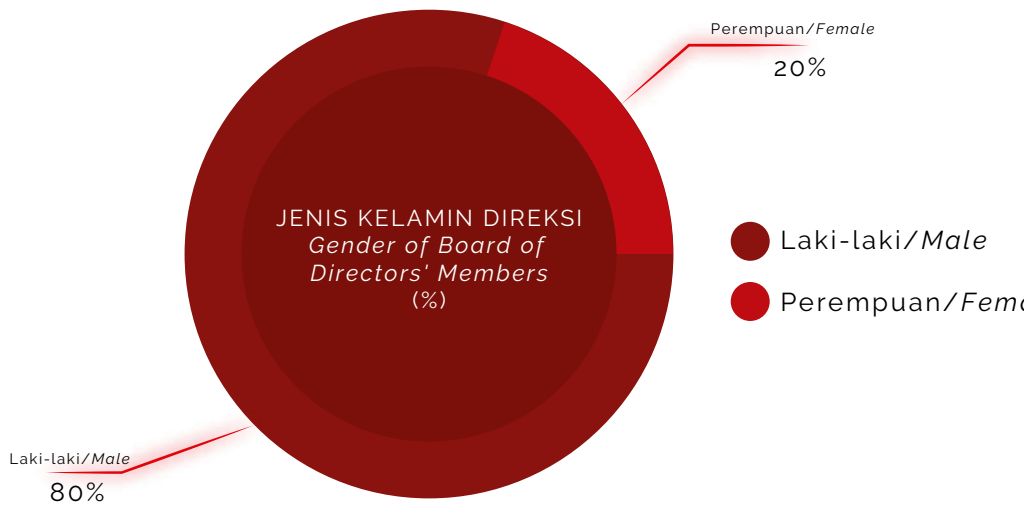 Perempuan/Female
20%
JENIS KELAMIN DIREKSI
Gender of Board of
Directors' Members
(%)
Laki-laki/Male
Perempuan/Fema
Laki-laki/Male
80%